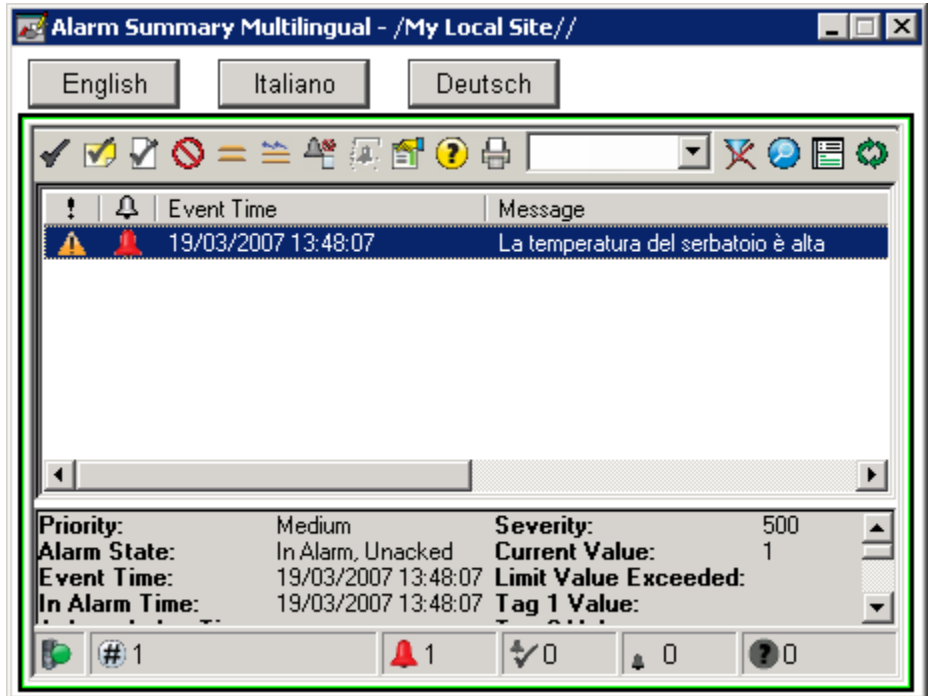 Alarm Summary Multilingual - /My Local Site//
English Italiano Deutsch
! Event Time Message
19/03/2007 13:48:07 La temperatura del serbatoio è alta
Priority: Medium Severity: 500
Alarm State: In Alarm, Unacked Current Value: 1
Event Time: 19/03/2007 13:48:07 Limit Value Exceeded:
In Alarm Time: 19/03/2007 13:48:07 Tag 1 Value:
# 1 1 0 0 ? 0